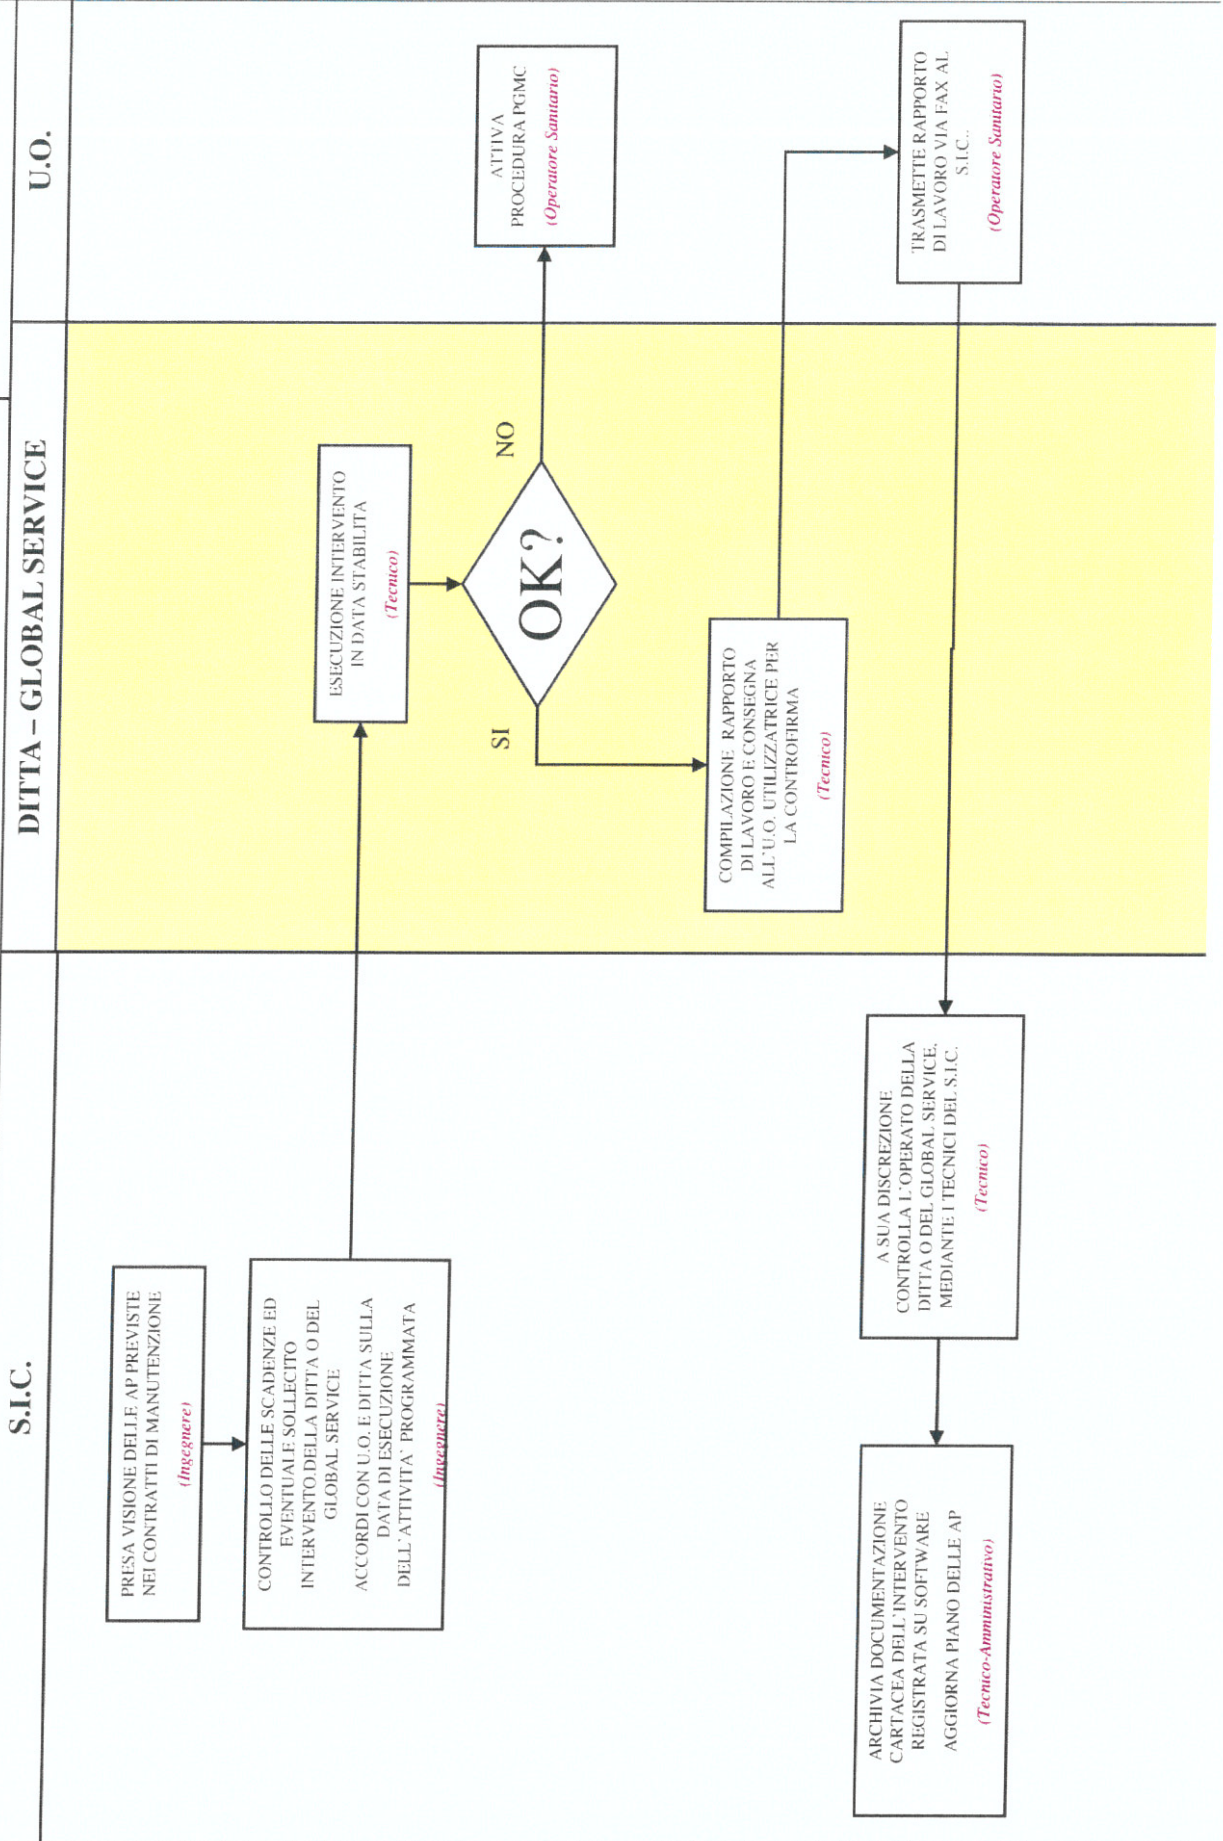 S.I.C.
DITTA – GLOBAL SERVICE
U.O.
PRESA VISIONE DELLE AP PREVISTE
NEI CONTRATTI DI MANUTENZIONE
(Ingegnere)
CONTROLLO DELLE SCADENZE ED
EVENTUALE SOLLECITO
INTERVENTO.DELLA DITTA O DEL
GLOBAL SERVICE
ACCORDI CON U.O. E DITTA SULLA
DATA DI ESECUZIONE
DELL'ATTIVITA' PROGRAMMATA
(Ingegnere)
ESECUZIONE INTERVENTO
IN DATA STABILITA
(Tecnico)
OK?
NO
SI
ATTIVA
PROCEDURA PGMC
(Operatore Sanitario)
COMPILAZIONE RAPPORTO
DI LAVORO E CONSEGNA
ALL'U.O. UTILIZZATRICE PER
LA CONTROFIRMA
(Tecnico)
TRASMETTE RAPPORTO
DI LAVORO VIA FAX AL
S.I.C..
(Operatore Sanitario)
A SUA DISCREZIONE
CONTROLLA L'OPERATO DELLA
DITTA O DEL GLOBAL SERVICE,
MEDIANTE I TECNICI DEL S.I.C.
(Tecnico)
ARCHIVIA DOCUMENTAZIONE
CARTACEA DELL'INTERVENTO
REGISTRATA SU SOFTWARE
AGGIORNA PIANO DELLE AP
(Tecnico-Amministrativo)